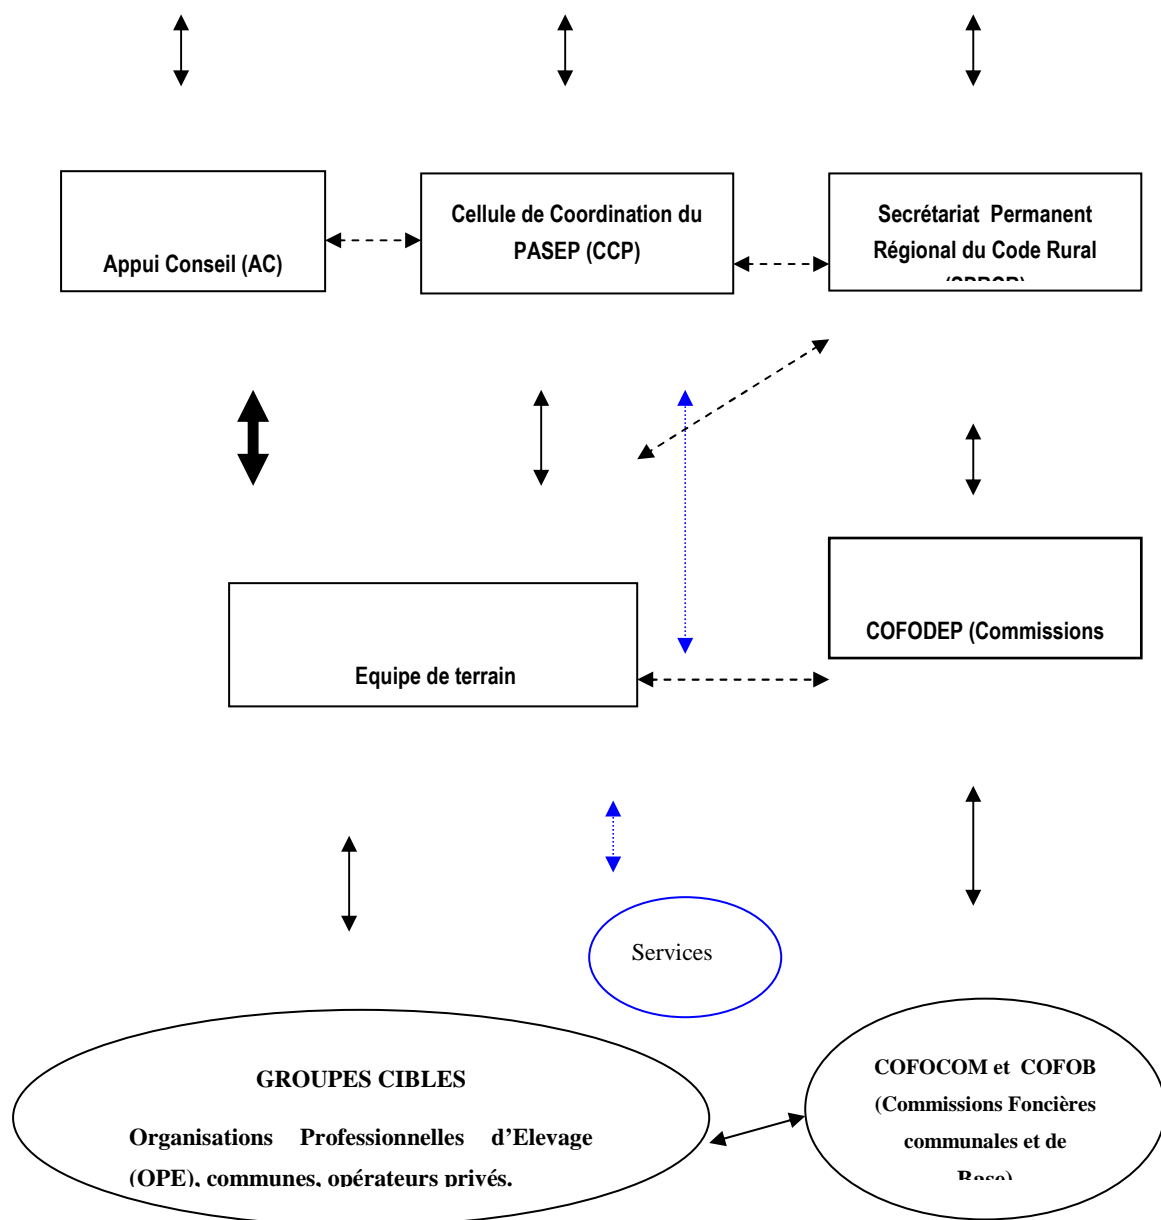 Appui Conseil (AC)
Cellule de Coordination du
PASEP (CCP)
Secrétariat Permanent
Régional du Code Rural
(SPRCR)
COFODEP (Commissions
Equipe de terrain
Services
GROUPES CIBLES
Organisations Professionnelles d’Elevage
(OPE), communes, opérateurs privés.
COFOCOM et COFOB
(Commissions Foncières
communales et de
Base)